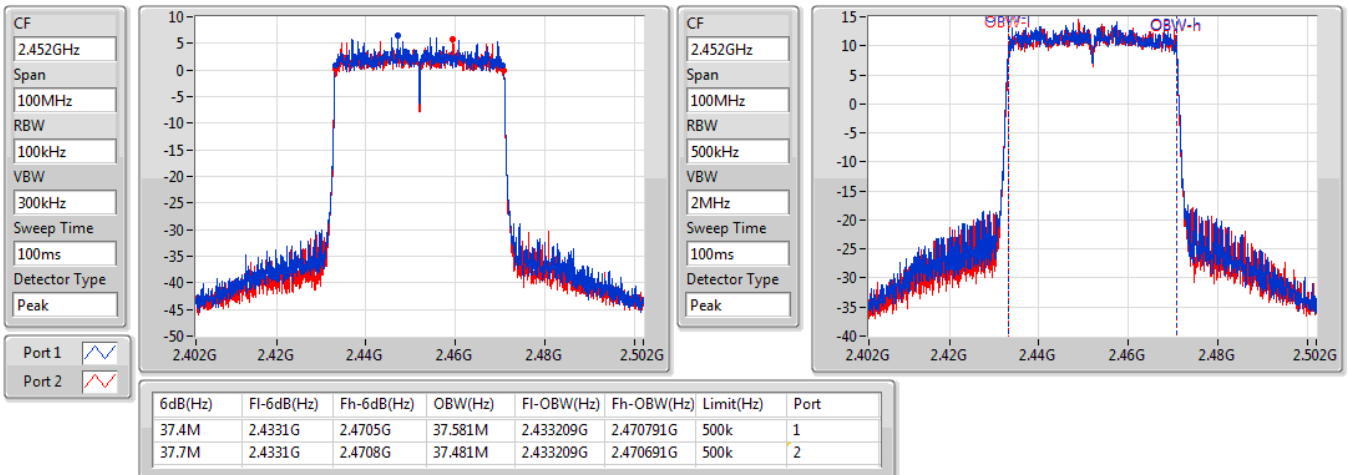 CF
2.452GHz
Span
100MHz
RBW
100kHz
VBW
300kHz
Sweep Time
100ms
Detector Type
Peak
Port 1
Port 2
10
5
0
-5
-10
-15
-20
-25
-30
-35
-40
-45
-50
2.402G 2.42G 2.44G 2.46G 2.48G 2.502G
CF
2.452GHz
Span
100MHz
RBW
500kHz
VBW
2MHz
Sweep Time
100ms
Detector Type
Peak
15
10
5
0
-5
-10
-15
-20
-25
-30
-35
-40
OBW-l OBW-h
2.402G 2.42G 2.44G 2.46G 2.48G 2.502G
6dB(Hz) Fl-6dB(Hz) Fh-6dB(Hz) OBW(Hz) Fl-OBW(Hz) Fh-OBW(Hz) Limit(Hz) Port
37.4M 2.4331G 2.4705G 37.581M 2.433209G 2.470791G 500k 1
37.7M 2.4331G 2.4708G 37.481M 2.433209G 2.470691G 500k 2